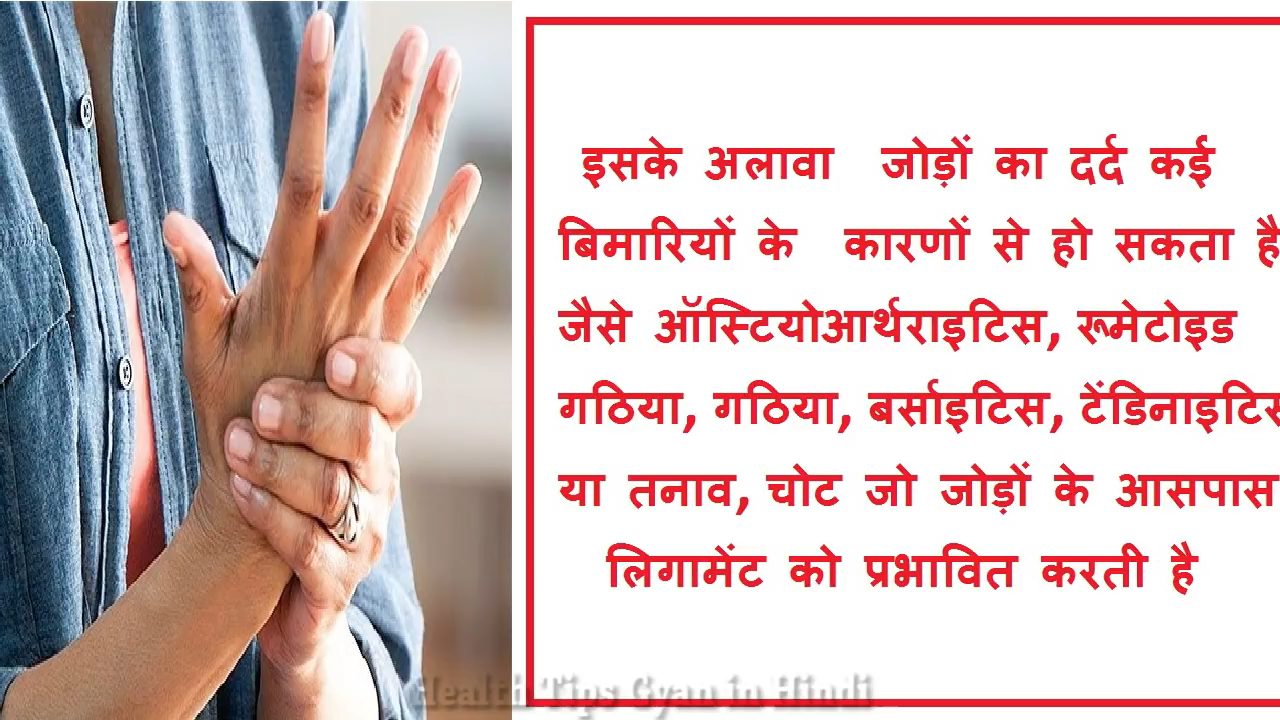 इसके अलावा जोड़ों का दर्द कई
बिमारियों के कारणों से हो सकता है
जैसे ऑस्टियोआर्थराइटिस, रूमेटोइड
गठिया, गठिया, बर्साइटिस, टेंडिनाइटिस
या तनाव, चोट जो जोड़ों के आसपास
लिगामेंट को प्रभावित करती है
Health Tips Gyan in Hindi